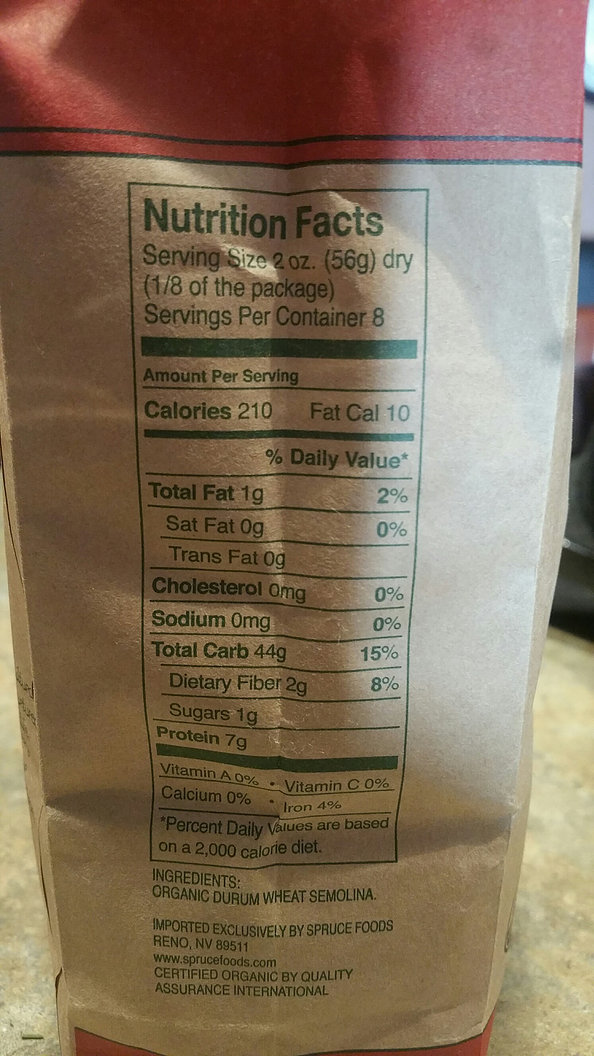 Nutrition Facts
Serving Size 2 oz. (56g) dry
(1/8 of the package)
Servings Per Container 8
Amount Per Serving
Calories 210 Fat Cal 10
% Daily Value*
Total Fat 1g 2%
Sat Fat 0g 0%
Trans Fat 0g
Cholesterol 0mg 0%
Sodium 0mg 0%
Total Carb 44g 15%
Dietary Fiber 2g 8%
Sugars 1g
Protein 7g
Vitamin A 0% • Vitamin C 0%
Calcium 0% • Iron 4%
*Percent Daily Values are based
on a 2,000 calorie diet.
INGREDIENTS:
ORGANIC DURUM WHEAT SEMOLINA.
IMPORTED EXCLUSIVELY BY SPRUCE FOODS
RENO, NV 89511
www.sprucefoods.com
CERTIFIED ORGANIC BY QUALITY
ASSURANCE INTERNATIONAL